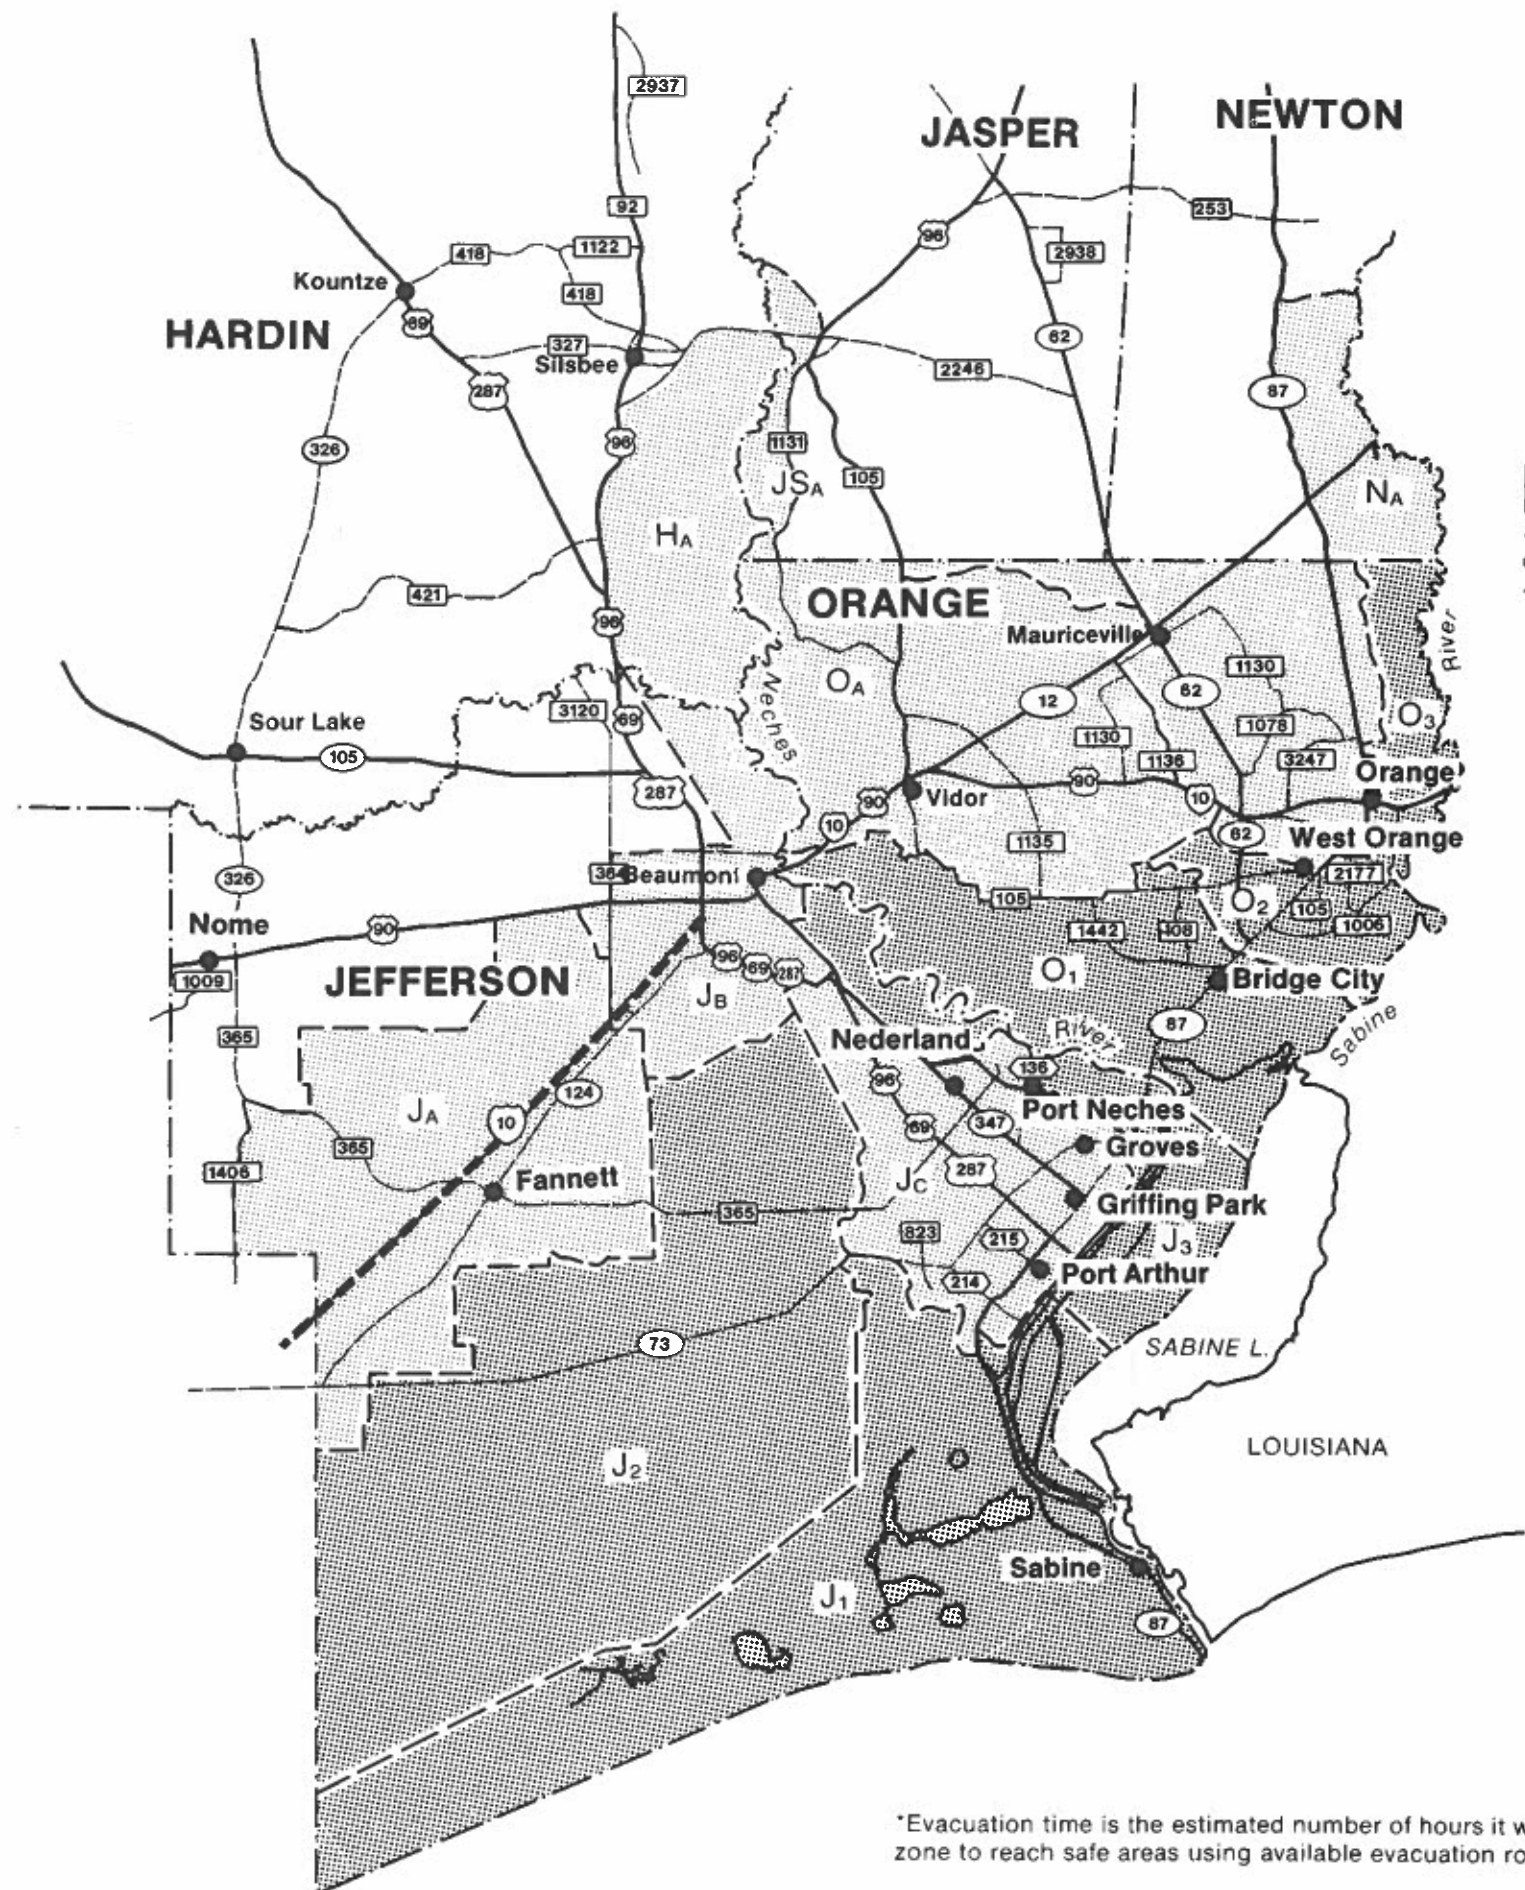 2937
JASPER
NEWTON
92
253
96
418
1122
2938
Kountze
418
69
HARDIN
62
327
Silsbee
2246
287
87
96
1131
326
105
JSA
NA
HA
421
ORANGE
96
Mauriceville
River
Neches
1130
OA
62
12
3120
69
O3
Sour Lake
1078
1130
105
1136
3247
Orange
90
287
Vidor
90
10
10
62
West Orange
1135
364
Beaumont
2177
326
105
O2
105
Nome
90
1442
408
1006
96
69
287
O1
1009
JEFFERSON
Bridge City
JB
87
River
Sabine
365
Nederland
136
96
124
JA
Port Neches
10
347
69
Groves
365
1406
287
Fannett
JC
Griffing Park
365
823
215
J3
214
Port Arthur
73
SABINE L.
LOUISIANA
J2
Sabine
J1
87
*Evacuation time is the estimated number of hours it
zone to reach safe areas using available evacuation